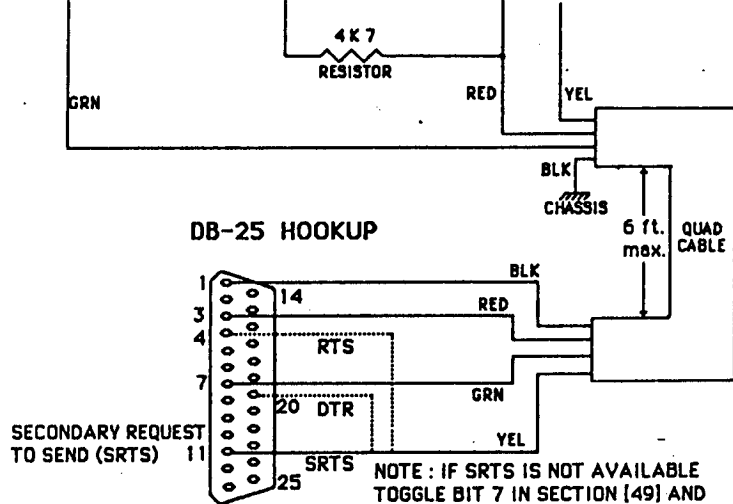 4K7
RESISTOR
GRN
RED
YEL
BLK
CHASSIS
6 ft.
max.
QUAD
CABLE
DB-25 HOOKUP
BLK
1
14
RED
3
4
RTS
7
GRN
20
DTR
SECONDARY REQUEST
TO SEND (SRTS)
11
YEL
SRTS
25
NOTE : IF SRTS IS NOT AVAILABLE
TOGGLE BIT 7 IN SECTION [49] AND